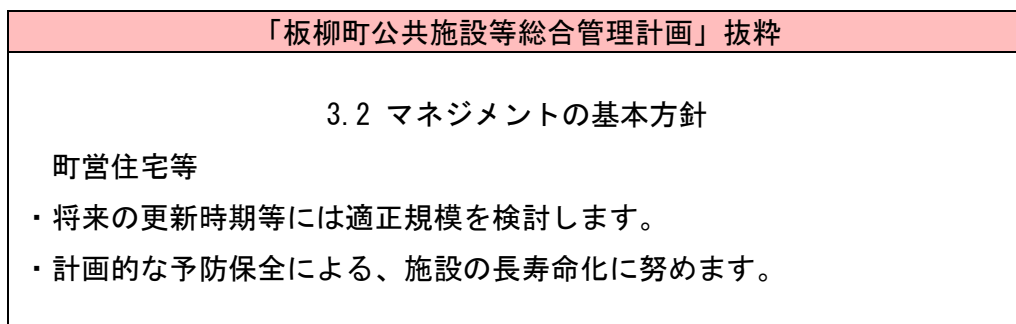 「板柳町公共施設等総合管理計画」抜粋
3.2 マネジメントの基本方針
町営住宅等
・将来の更新時期等には適正規模を検討します。
・計画的な予防保全による、施設の長寿命化に努めます。